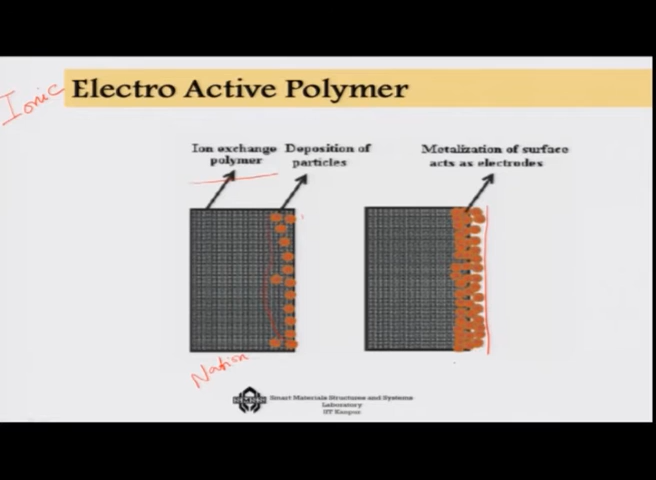 Ionic Electro Active Polymer
Ion exchange
polymer
Deposition of
particles
Metalization of surface
acts as electrodes
Nafion
Smart Materials Structures and Systems
Laboratory
IIT Kanpur